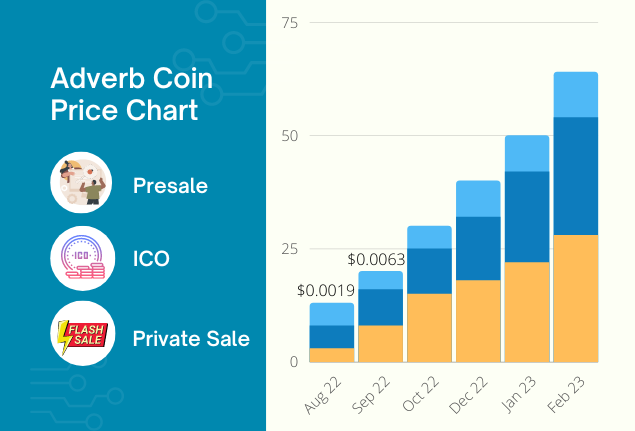 Adverb Coin
Price Chart
Presale
ICO
ICO
FLASH
SALE
Private Sale
75
50
25
0
$0.0019
$0.0063
Aug 22
Sep 22
Oct 22
Dec 22
Jan 23
Feb 23